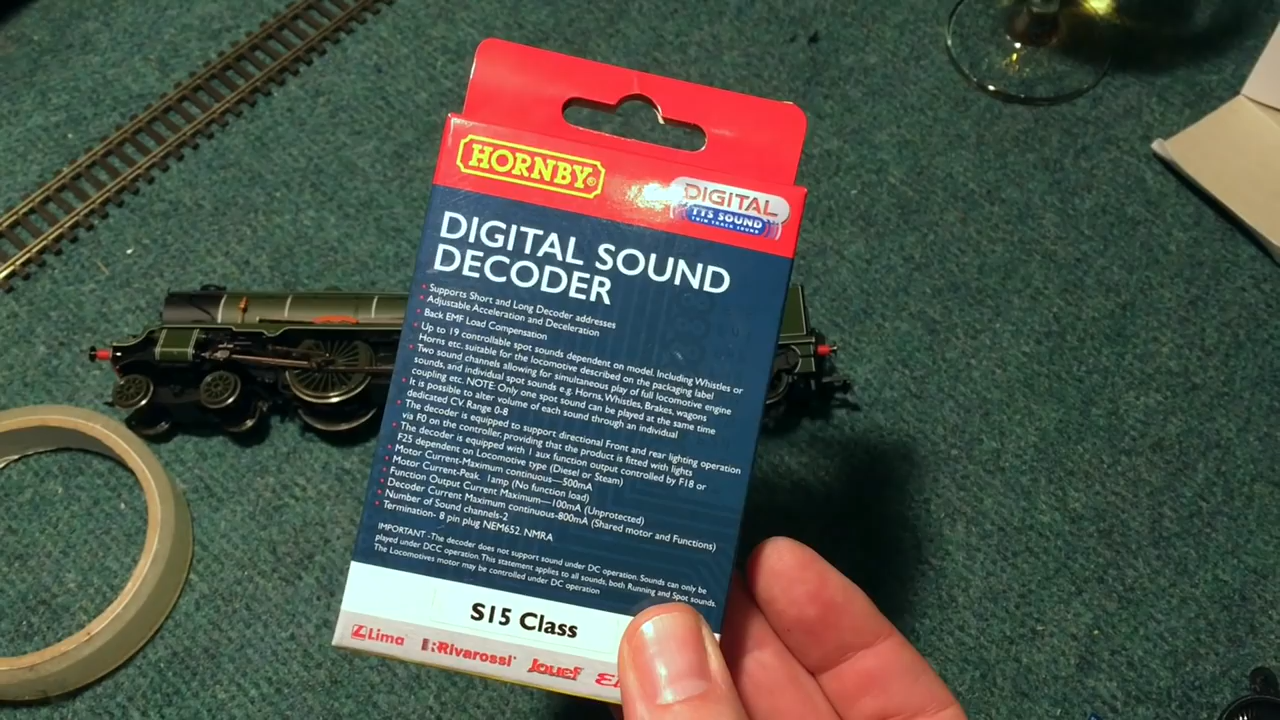 HORNBY®
DIGITAL
TTS SOUND
TWIN TRACK SOUND
DIGITAL SOUND
DECODER
• Supports Short and Long Decoder addresses
• Adjustable Acceleration and Deceleration
• Back EMF Load Compensation
• Up to 19 controllable spot sounds dependent on model. Including Whistles or
Horns etc. suitable for the locomotive described on the packaging label
• Two sound channels allowing for simultaneous play of full locomotive engine
sounds, and individual spot sounds e.g. Horns, Whistles, Brakes, wagons
coupling etc. NOTE: Only one spot sound can be played at the same time
• It is possible to alter volume of each sound through an individual
dedicated CV. Range 0-8
• The decoder is equipped to support directional Front and rear lighting operation
via F0 on the controller, providing that the product is fitted with lights
• The decoder is equipped with 1 aux function output controlled by F18 or
F25 dependent on Locomotive type (Diesel or Steam)
• Motor Current-Maximum continuous—500mA
• Motor Current-Peak. 1amp (No function load)
• Function Output Current Maximum—100mA (Unprotected)
• Decoder Current Maximum continuous-800mA (Shared motor and Functions)
• Number of Sound channels-2
• Termination- 8 pin plug NEM652. NMRA
IMPORTANT -The decoder does not support sound under DC operation. Sounds can only be
played under DCC operation. This statement applies to all sounds, both Running and Spot sounds.
The Locomotives motor may be controlled under DC operation
S15 Class
Lima Rivarossi Jouef